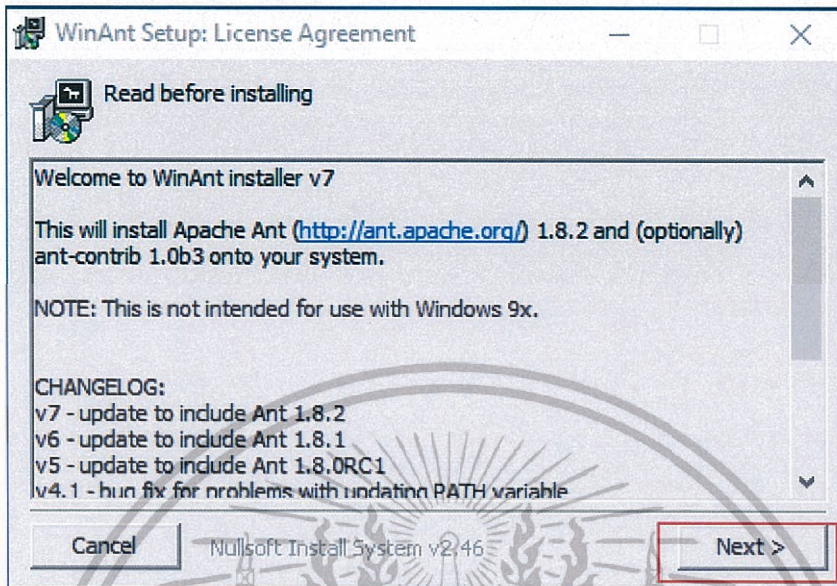 WinAnt Setup: License Agreement
Read before installing
Welcome to WinAnt installer v7
This will install Apache Ant (http://ant.apache.org/) 1.8.2 and (optionally)
ant-contrib 1.0b3 onto your system.
NOTE: This is not intended for use with Windows 9x.
CHANGELOG:
v7 - update to include Ant 1.8.2
v6 - update to include Ant 1.8.1
v5 - update to include Ant 1.8.0RC1
v4.1 - bug fix for problems with updating PATH variable
Cancel
Nullsoft Install System v2.46
Next >